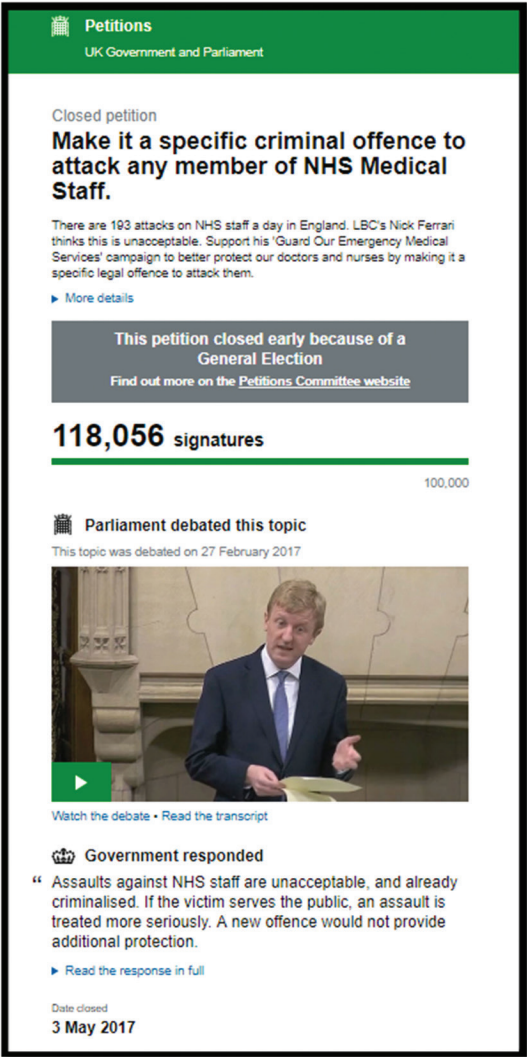 Petitions
UK Government and Parliament
Closed petition
Make it a specific criminal offence to
attack any member of NHS Medical
Staff.
There are 193 attacks on NHS staff a day in England. LBC's Nick Ferrari
thinks this is unacceptable. Support his 'Guard Our Emergency Medical
Services' campaign to better protect our doctors and nurses by making it a
specific legal offence to attack them.
More details
This petition closed early because of a
General Election
Find out more on the Petitions Committee website
118,056 signatures
100,000
Parliament debated this topic
This topic was debated on 27 February 2017
Watch the debate • Read the transcript
Government responded
“ Assaults against NHS staff are unacceptable, and already
criminalised. If the victim serves the public, an assault is
treated more seriously. A new offence would not provide
additional protection.
Read the response in full
Date closed
3 May 2017